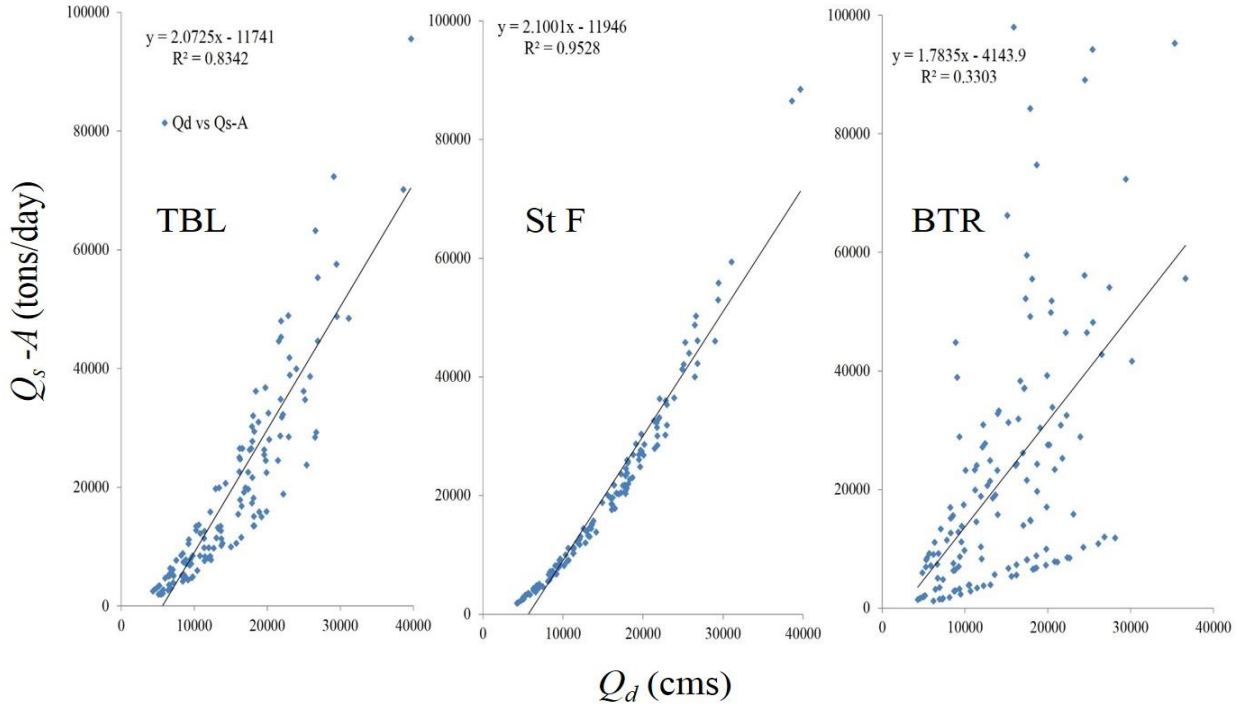 Q_s -A (tons/day)
100000
80000
60000
40000
20000
0
y = 2.0725x - 11741
R² = 0.8342
Qd vs Qs-A
TBL
0 10000 20000 30000 40000
100000
80000
60000
40000
20000
0
y = 2.1001x - 11946
R² = 0.9528
St F
0 10000 20000 30000 40000
100000
80000
60000
40000
20000
0
y = 1.7835x - 4143.9
R² = 0.3303
BTR
0 10000 20000 30000 40000
Q_d (cms)